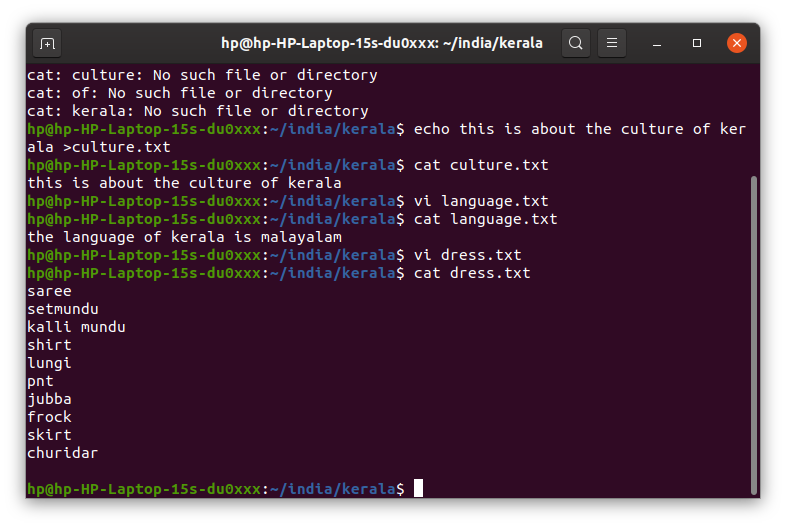 hp@hp-HP-Laptop-15s-du0xxx: ~/india/kerala
cat: culture: No such file or directory
cat: of: No such file or directory
cat: kerala: No such file or directory
hp@hp-HP-Laptop-15s-du0xxx:~/india/kerala$ echo this is about the culture of ker
ala >culture.txt
hp@hp-HP-Laptop-15s-du0xxx:~/india/kerala$ cat culture.txt
this is about the culture of kerala
hp@hp-HP-Laptop-15s-du0xxx:~/india/kerala$ vi language.txt
hp@hp-HP-Laptop-15s-du0xxx:~/india/kerala$ cat language.txt
the language of kerala is malayalam
hp@hp-HP-Laptop-15s-du0xxx:~/india/kerala$ vi dress.txt
hp@hp-HP-Laptop-15s-du0xxx:~/india/kerala$ cat dress.txt
saree
setmundu
kalli mundu
shirt
lungi
pnt
jubba
frock
skirt
churidar
hp@hp-HP-Laptop-15s-du0xxx:~/india/kerala$